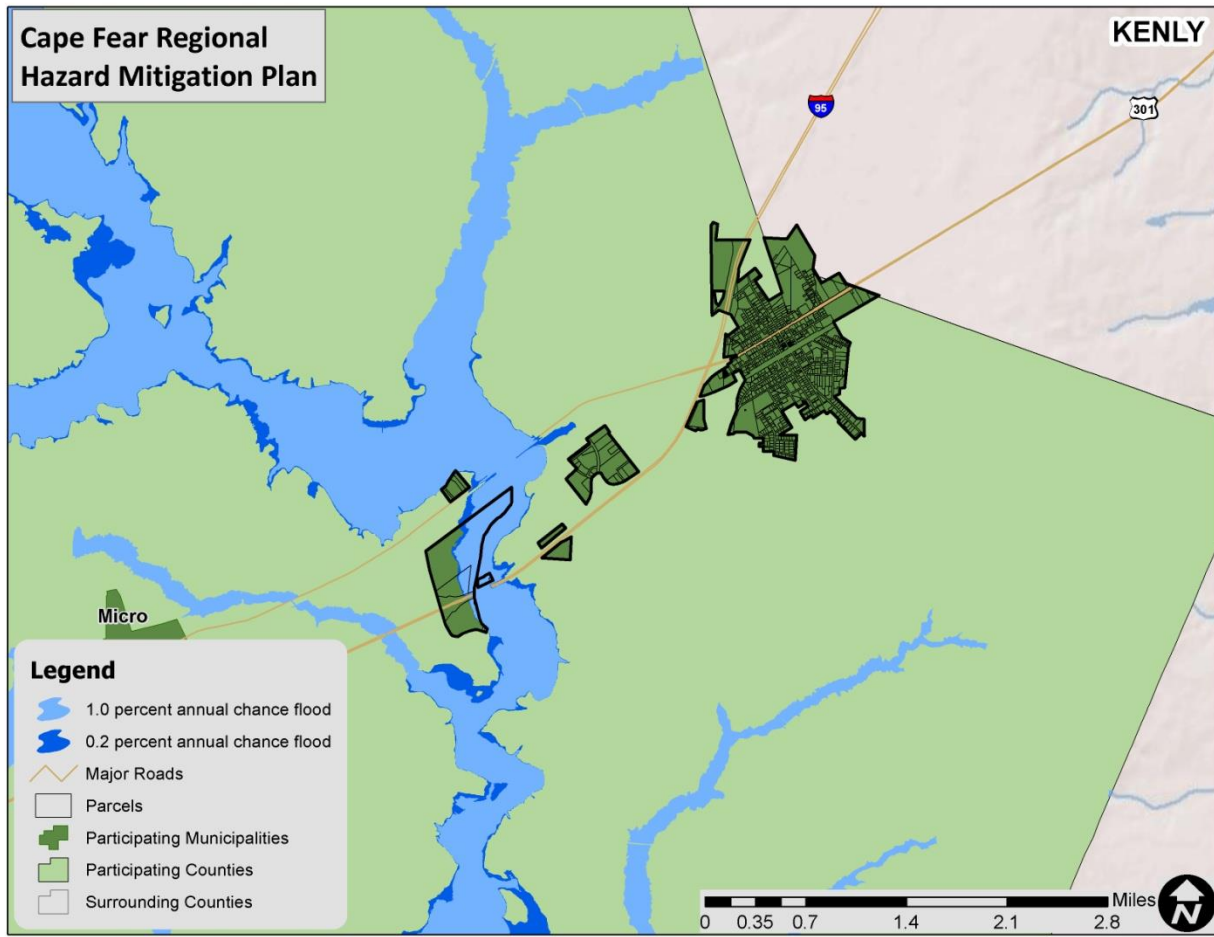 Cape Fear Regional
Hazard Mitigation Plan
KENLY
95
301
Micro
Legend
1.0 percent annual chance flood
0.2 percent annual chance flood
Major Roads
Parcels
Participating Municipalities
Participating Counties
Surrounding Counties
Miles
0 0.35 0.7 1.4 2.1 2.8
N